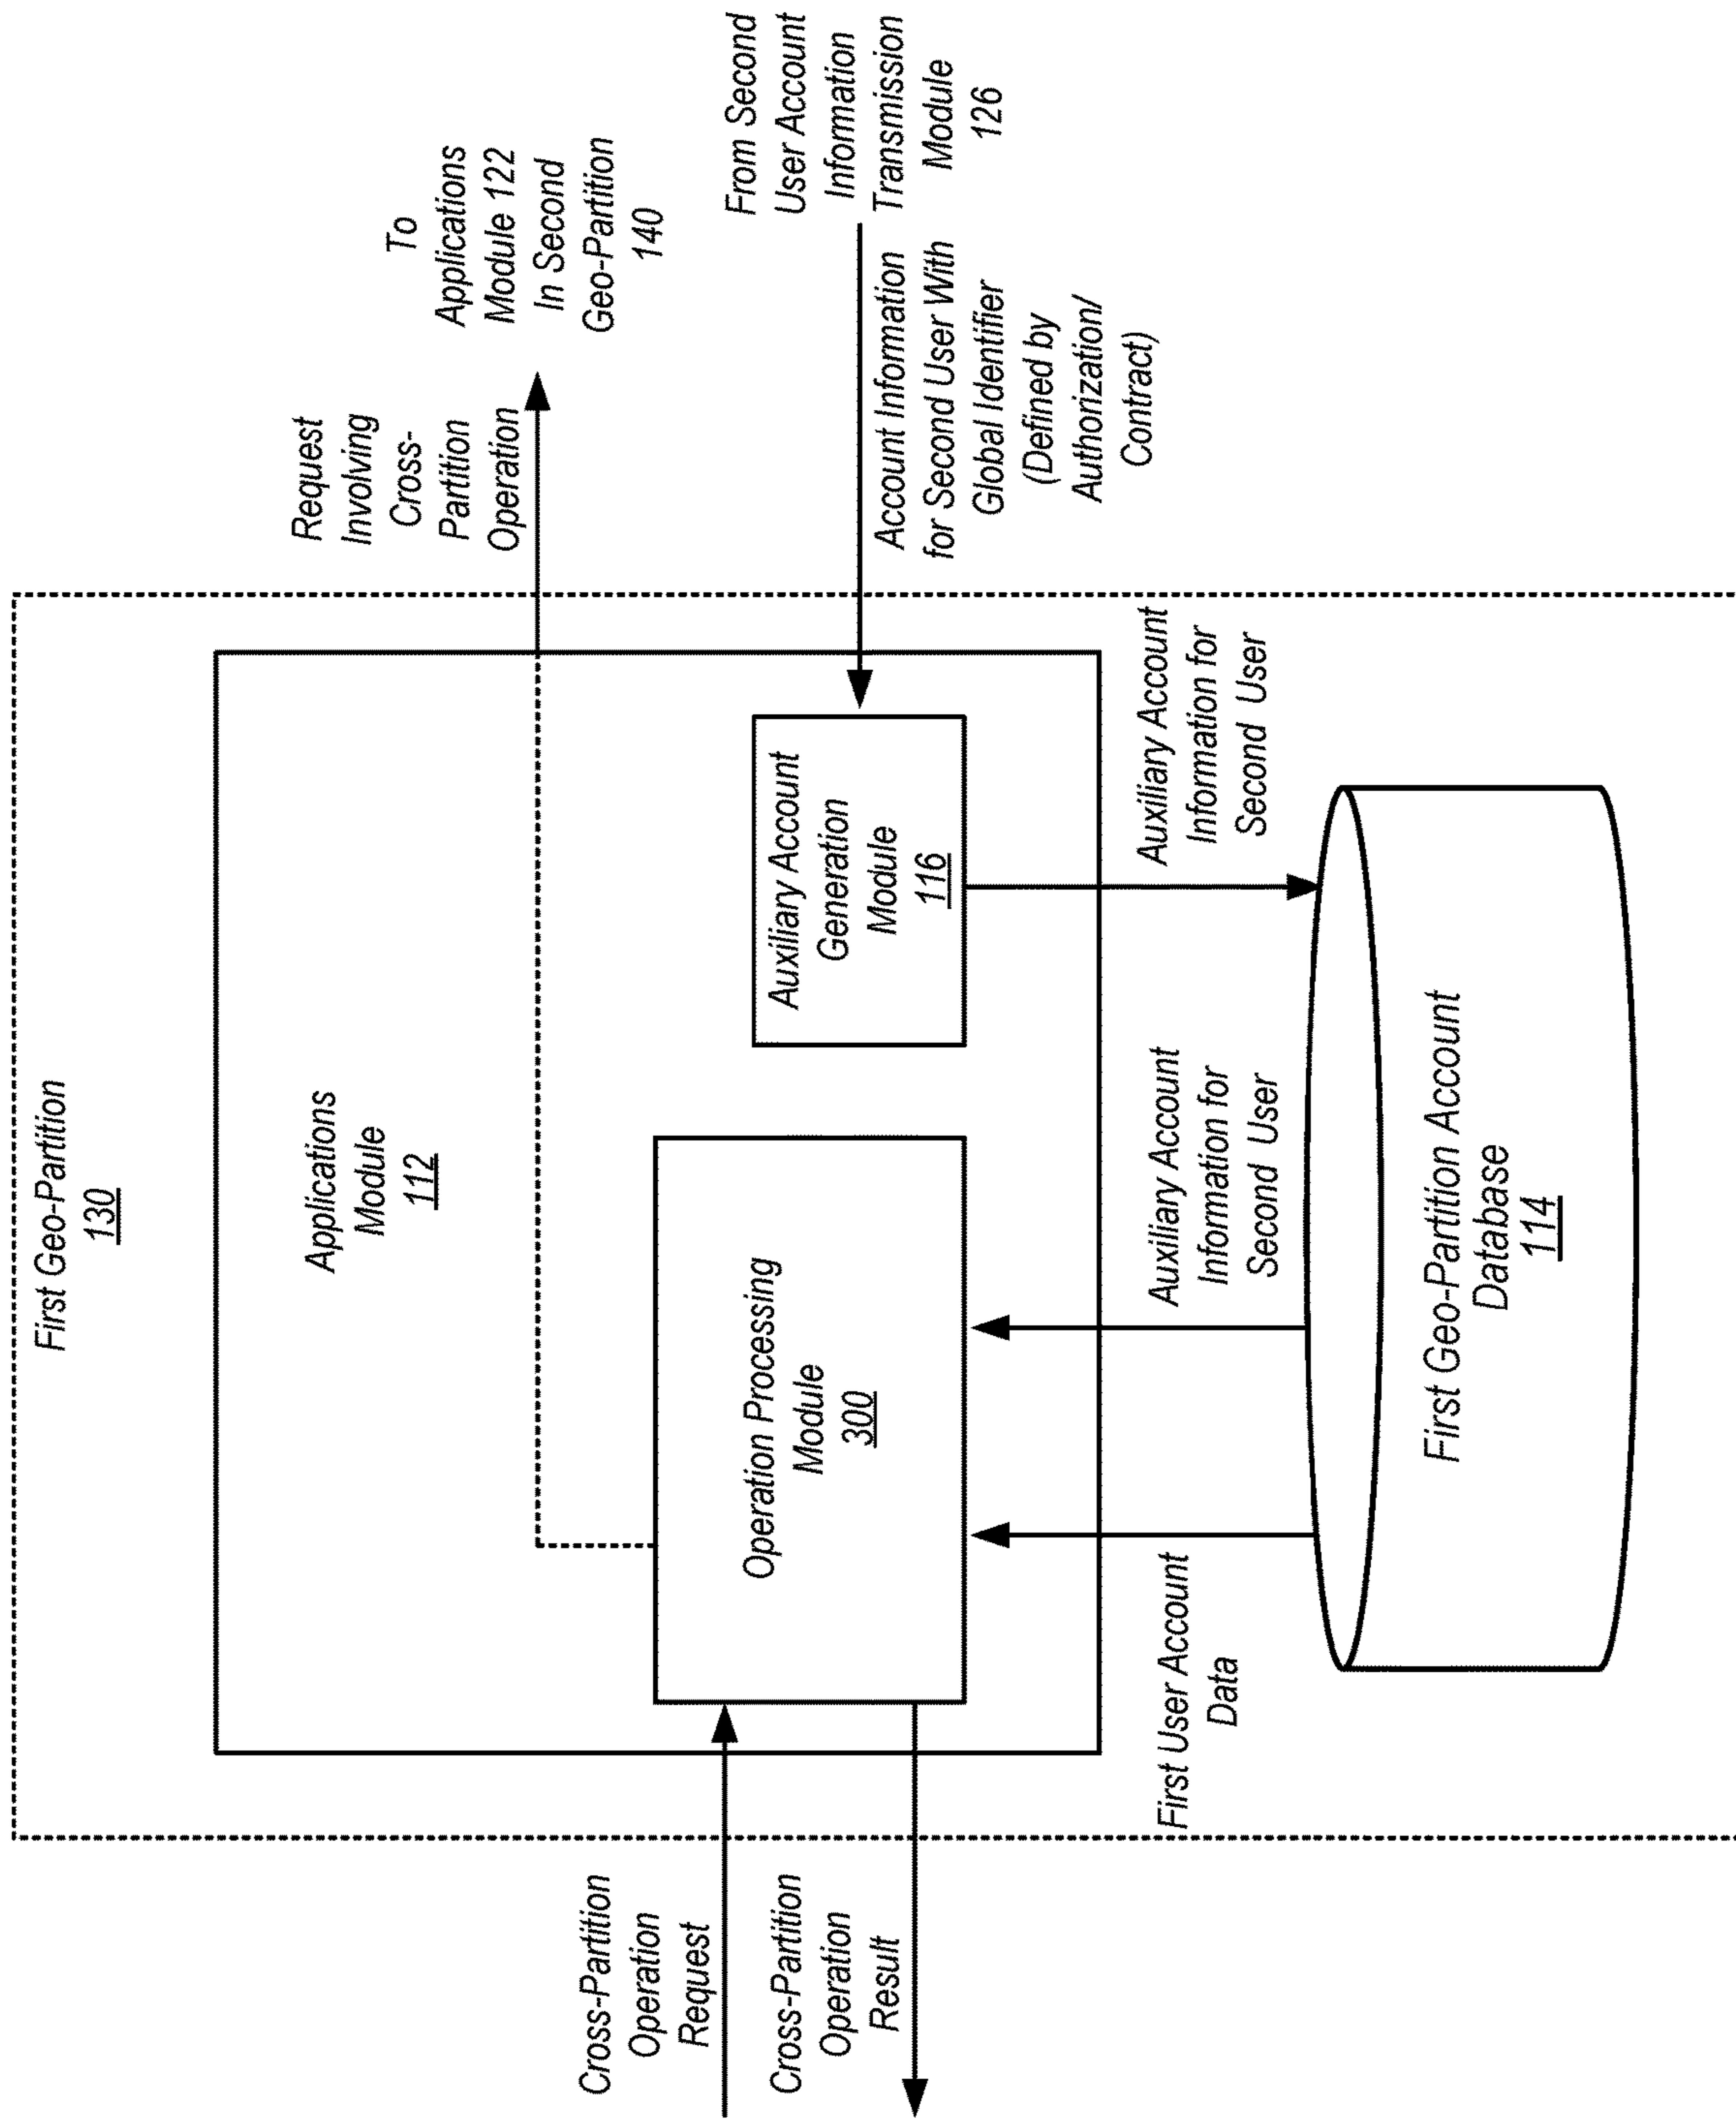 First Geo-Partition
130
Applications
Module
112
Cross-Partition
Operation
Request
Cross-Partition
Operation
Result
Operation Processing
Module
300
Auxiliary Account
Generation
Module
116
Request
Involving
Cross-
Partition
Operation
To
Applications
Module 122
In Second
Geo-Partition
140
From Second
User Account
Information
Transmission
Module
126
Account Information
for Second User With
Global Identifier
(Defined by
Authorization/
Contract)
First User Account
Data
Auxiliary Account
Information for
Second User
Auxiliary Account
Information for
Second User
First Geo-Partition Account
Database
114